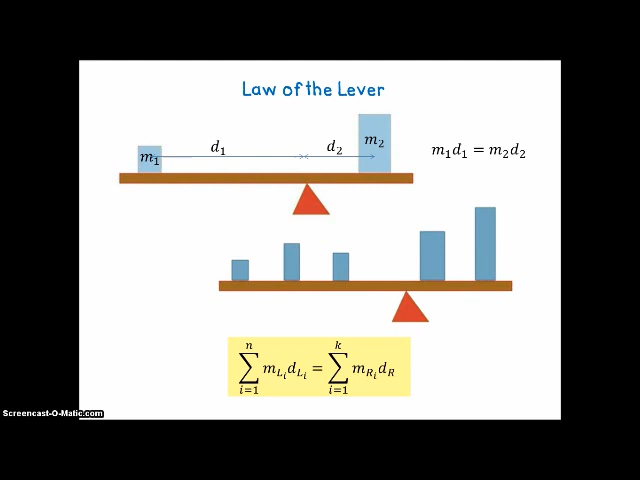 Law of the Lever
m₁ d₁ d₂ m₂
m₁d₁ = m₂d₂
n k
∑ m_{L_i} d_{L_i} = ∑ m_{R_i} d_R
i=1 i=1
Screencast-O-Matic.com